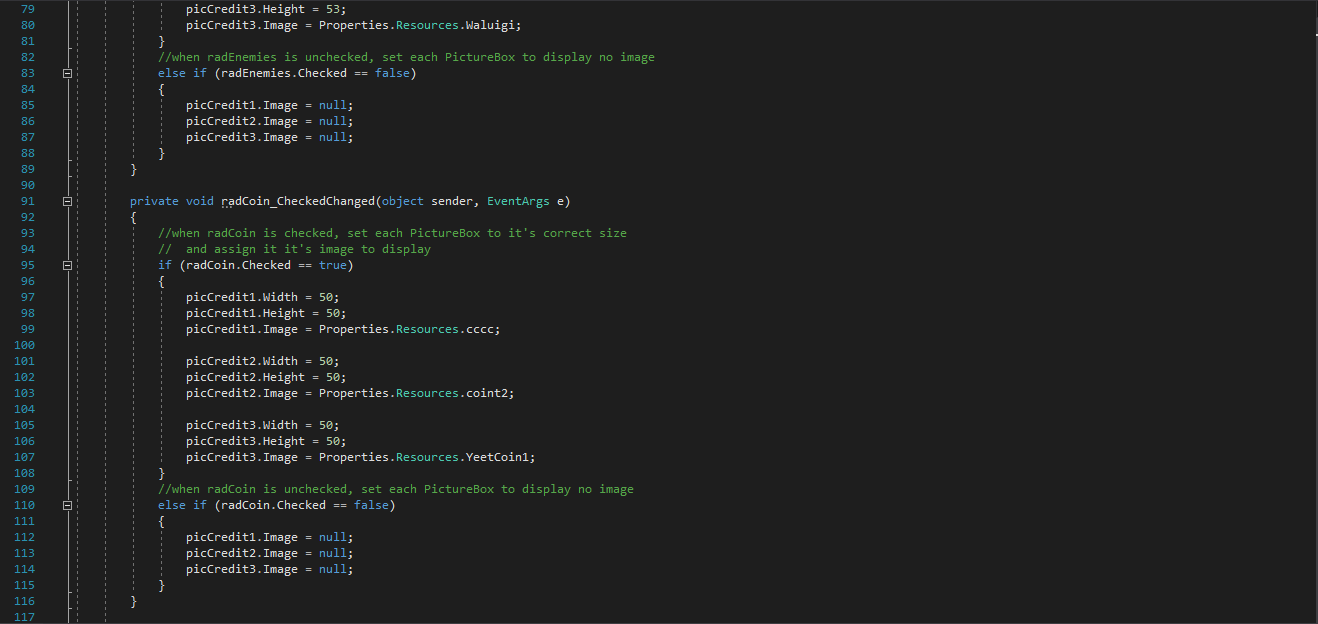 79 picCredit3.Height = 53;
80 picCredit3.Image = Properties.Resources.Waluigi;
81 }
82 //when radEnemies is unchecked, set each PictureBox to display no image
83 else if (radEnemies.Checked == false)
84 {
85 picCredit1.Image = null;
86 picCredit2.Image = null;
87 picCredit3.Image = null;
88 }
89 }
90
91 private void radCoin_CheckedChanged(object sender, EventArgs e)
92 {
93 //when radCoin is checked, set each PictureBox to it's correct size
94 //  and assign it it's image to display
95 if (radCoin.Checked == true)
96 {
97 picCredit1.Width = 50;
98 picCredit1.Height = 50;
99 picCredit1.Image = Properties.Resources.cccc;
100
101 picCredit2.Width = 50;
102 picCredit2.Height = 50;
103 picCredit2.Image = Properties.Resources.coint2;
104
105 picCredit3.Width = 50;
106 picCredit3.Height = 50;
107 picCredit3.Image = Properties.Resources.YeetCoin1;
108 }
109 //when radCoin is unchecked, set each PictureBox to display no image
110 else if (radCoin.Checked == false)
111 {
112 picCredit1.Image = null;
113 picCredit2.Image = null;
114 picCredit3.Image = null;
115 }
116 }
117